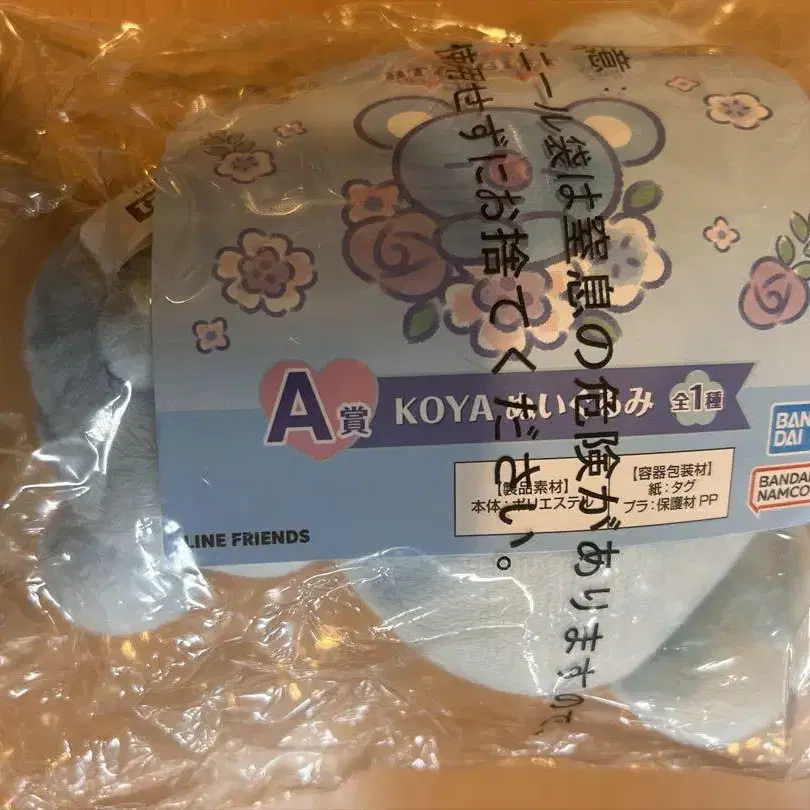 意:
ニール袋は窒息の危険がありますので、
使用せずにお捨てください。
A賞
KOYA ぬいぐるみ
全1種
【製品素材】
本体:ポリエステル
【容器包装材】
紙:タグ
プラ:保護材 PP
BAN
DAI
BANDAI
NAMCO
LINE FRIENDS